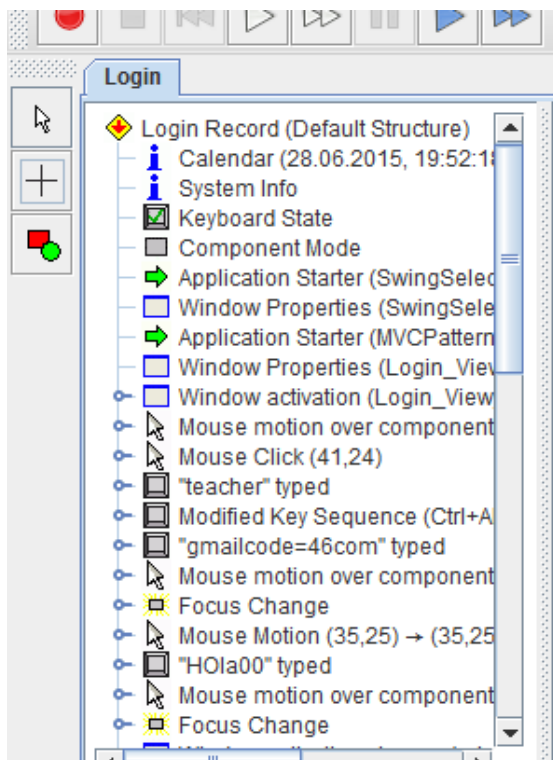 Login
Login Record (Default Structure)
Calendar (28.06.2015, 19:52:18
System Info
Keyboard State
Component Mode
Application Starter (SwingSelec
Window Properties (SwingSele
Application Starter (MVCPattern
Window Properties (Login_View
Window activation (Login_View
Mouse motion over component
Mouse Click (41,24)
"teacher" typed
Modified Key Sequence (Ctrl+Al
"gmailcode=46com" typed
Mouse motion over component
Focus Change
Mouse Motion (35,25) → (35,25
"HOla00" typed
Mouse motion over component
Focus Change